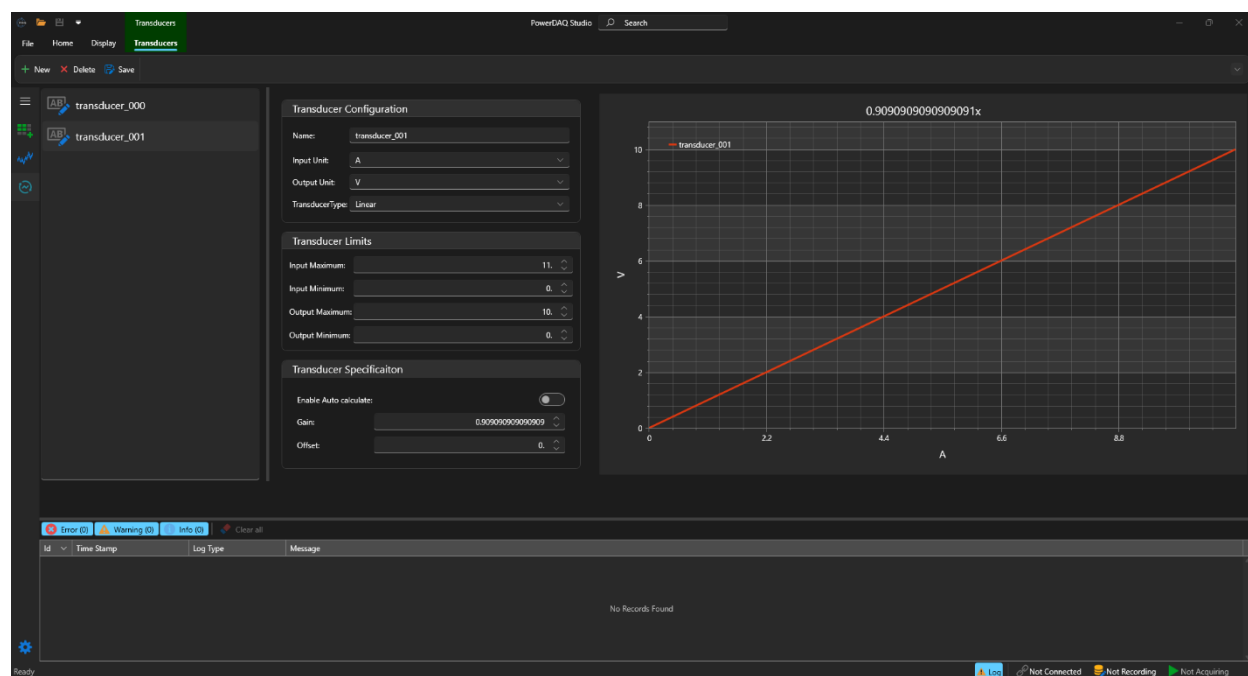 Transducers
PowerDAQ Studio
Search
File Home Display Transducers
New Delete Save
transducer_000
transducer_001
Transducer Configuration
Name: transducer_001
Input Unit: A
Output Unit: V
TransducerType: Linear
Transducer Limits
Input Maximum: 11.
Input Minimum: 0.
Output Maximum: 10.
Output Minimum: 0.
Transducer Specificaiton
Enable Auto calculate:
Gain: 0.909090909090909
Offset: 0.
0.9090909090909091x
transducer_001
10
8
6
4
2
0
V
0 2.2 4.4 6.6 8.8
A
Error (0) Warning (0) Info (0) Clear all
Id Time Stamp Log Type Message
No Records Found
Ready Log Not Connected Not Recording Not Acquiring